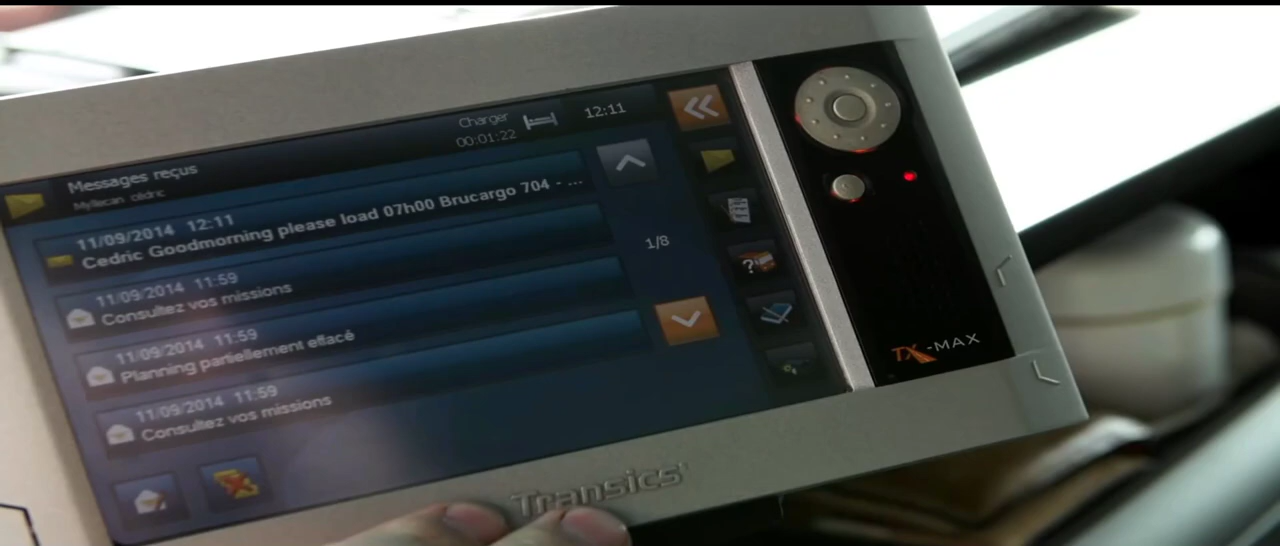 Charger
12:11
00:01:22
Messages reçus
Myllecan cédric
11/09/2014 12:11
Cedric Goodmorning please load 07h00 Brucargo 704 - ...
11/09/2014 11:59
Consultez vos missions
1/8
11/09/2014 11:59
Planning partiellement effacé
11/09/2014 11:59
Consultez vos missions
TX-MAX
Transics